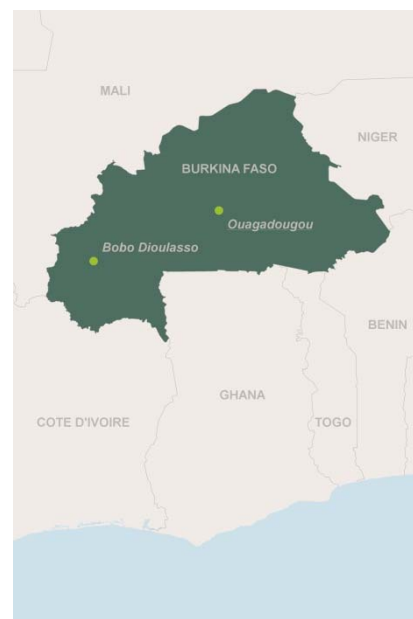 MALI
NIGER
BURKINA FASO
Ouagadougou
Bobo Dioulasso
BENIN
GHANA
COTE D'IVOIRE
TOGO